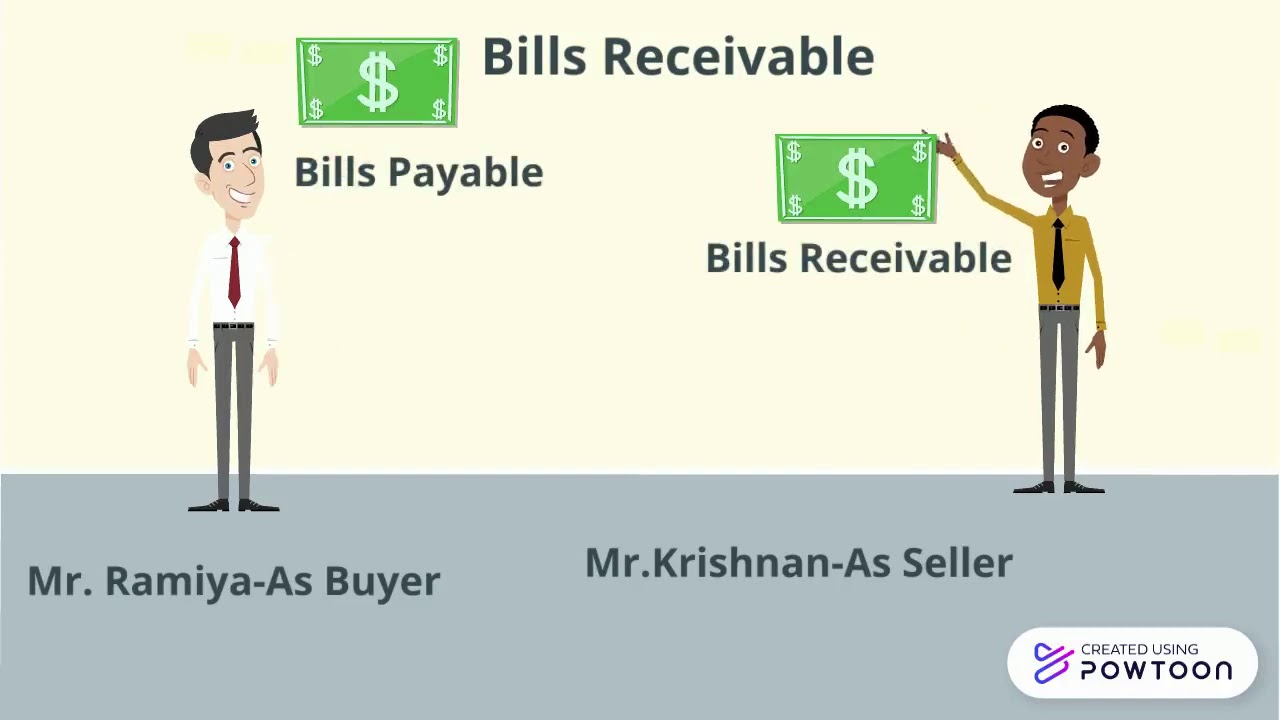 Bills Receivable
$ $ $ $ $
Bills Payable
$ $ $ $ $
Bills Receivable
Mr. Ramiya-As Buyer
Mr.Krishnan-As Seller
CREATED USING
POWTOON